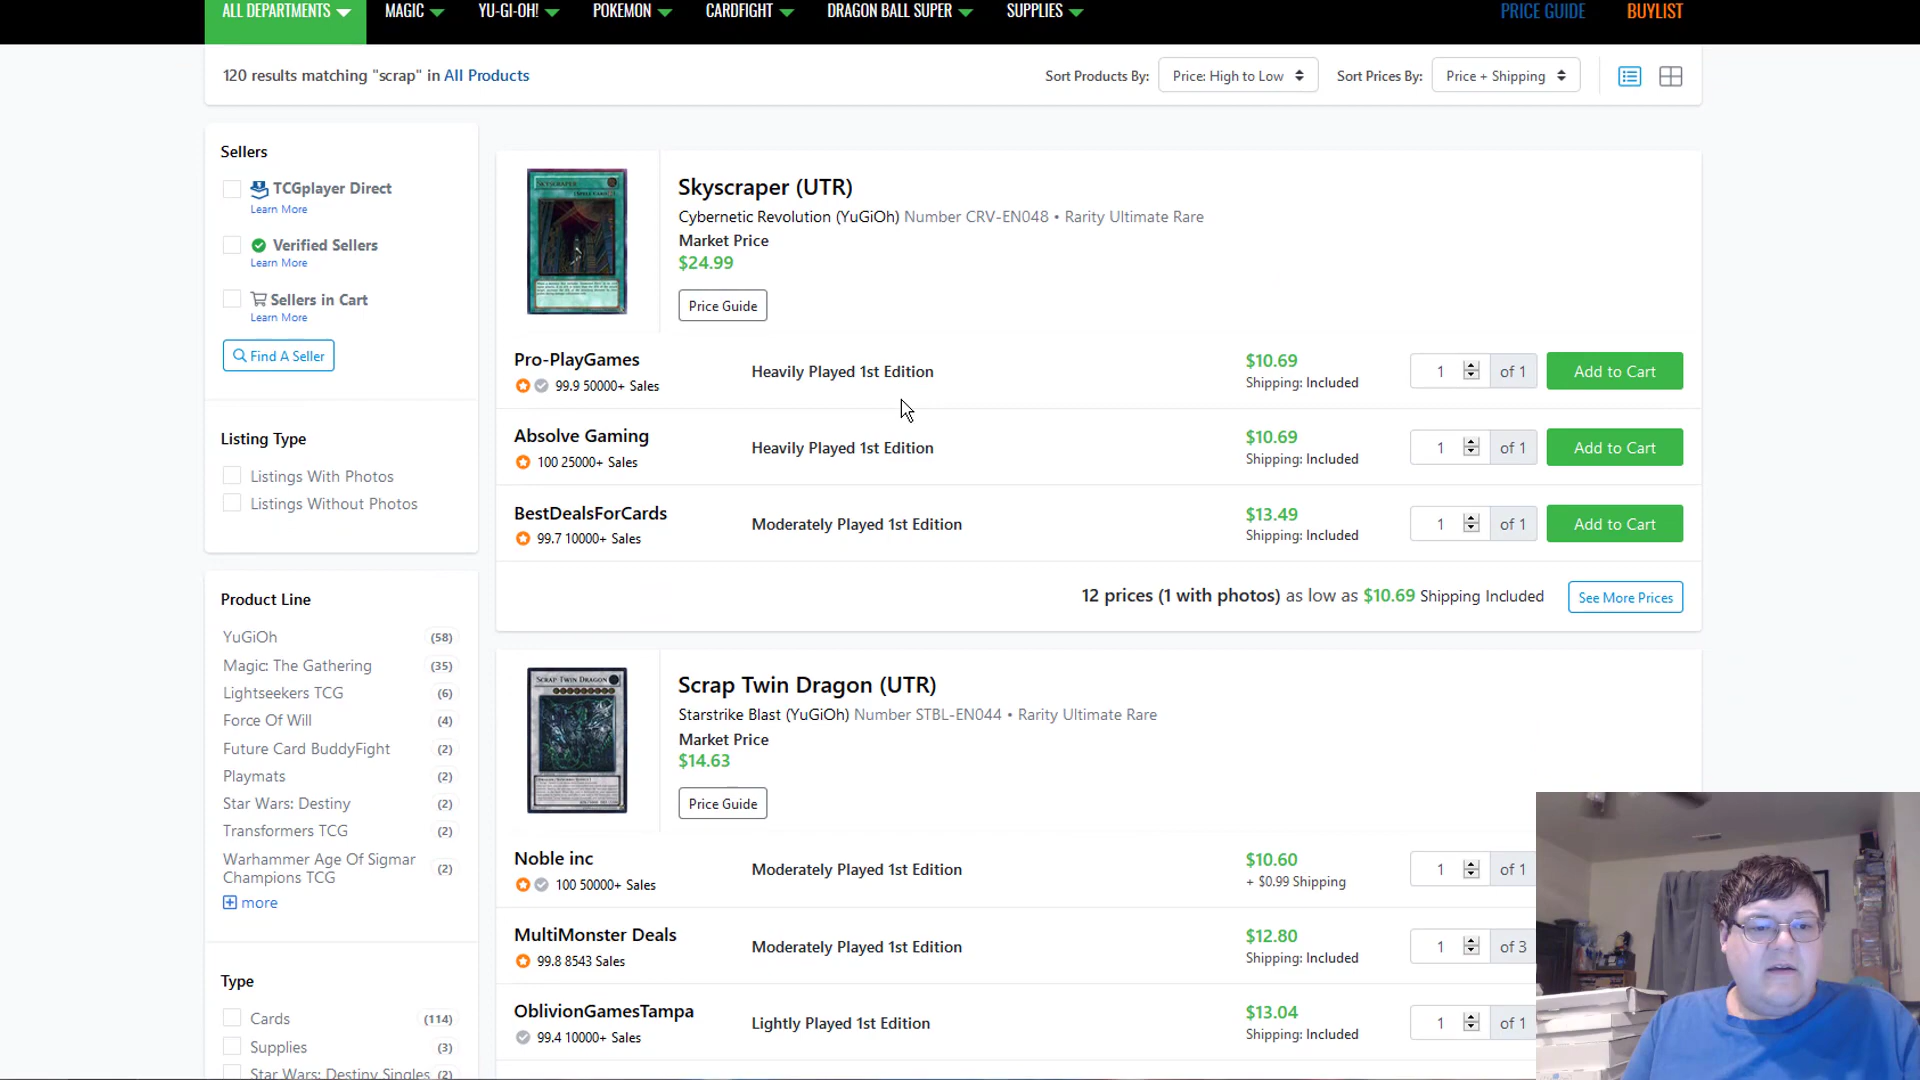 ALL DEPARTMENTS MAGIC YU-GI-OH! POKEMON CARDFIGHT DRAGON BALL SUPER SUPPLIES PRICE GUIDE BUYLIST
120 results matching "scrap" in All Products Sort Products By: Price: High to Low Sort Prices By: Price + Shipping
Sellers
TCGplayer Direct
Learn More
Verified Sellers
Learn More
Sellers in Cart
Learn More
Find A Seller
Listing Type
Listings With Photos
Listings Without Photos
Product Line
YuGiOh (58)
Magic: The Gathering (35)
Lightseekers TCG (6)
Force Of Will (4)
Future Card BuddyFight (2)
Playmats (2)
Star Wars: Destiny (2)
Transformers TCG (2)
Warhammer Age Of Sigmar
Champions TCG (2)
more
Type
Cards (114)
Supplies (3)
Star Wars: Destiny Singles (2)
SKYSCRAPER
Skyscraper (UTR)
Cybernetic Revolution (YuGiOh) Number CRV-EN048 • Rarity Ultimate Rare
Market Price
$24.99
Price Guide
Pro-PlayGames
99.9 50000+ Sales
Heavily Played 1st Edition
$10.69
Shipping: Included
1 of 1 Add to Cart
Absolve Gaming
100 25000+ Sales
Heavily Played 1st Edition
$10.69
Shipping: Included
1 of 1 Add to Cart
BestDealsForCards
99.7 10000+ Sales
Moderately Played 1st Edition
$13.49
Shipping: Included
1 of 1 Add to Cart
12 prices (1 with photos) as low as $10.69 Shipping Included See More Prices
SCRAP TWIN DRAGON
Scrap Twin Dragon (UTR)
Starstrike Blast (YuGiOh) Number STBL-EN044 • Rarity Ultimate Rare
Market Price
$14.63
Price Guide
Noble inc
100 50000+ Sales
Moderately Played 1st Edition
$10.60
+ $0.99 Shipping
1 of 1
MultiMonster Deals
99.8 8543 Sales
Moderately Played 1st Edition
$12.80
Shipping: Included
1 of 3
OblivionGamesTampa
99.4 10000+ Sales
Lightly Played 1st Edition
$13.04
Shipping: Included
1 of 1